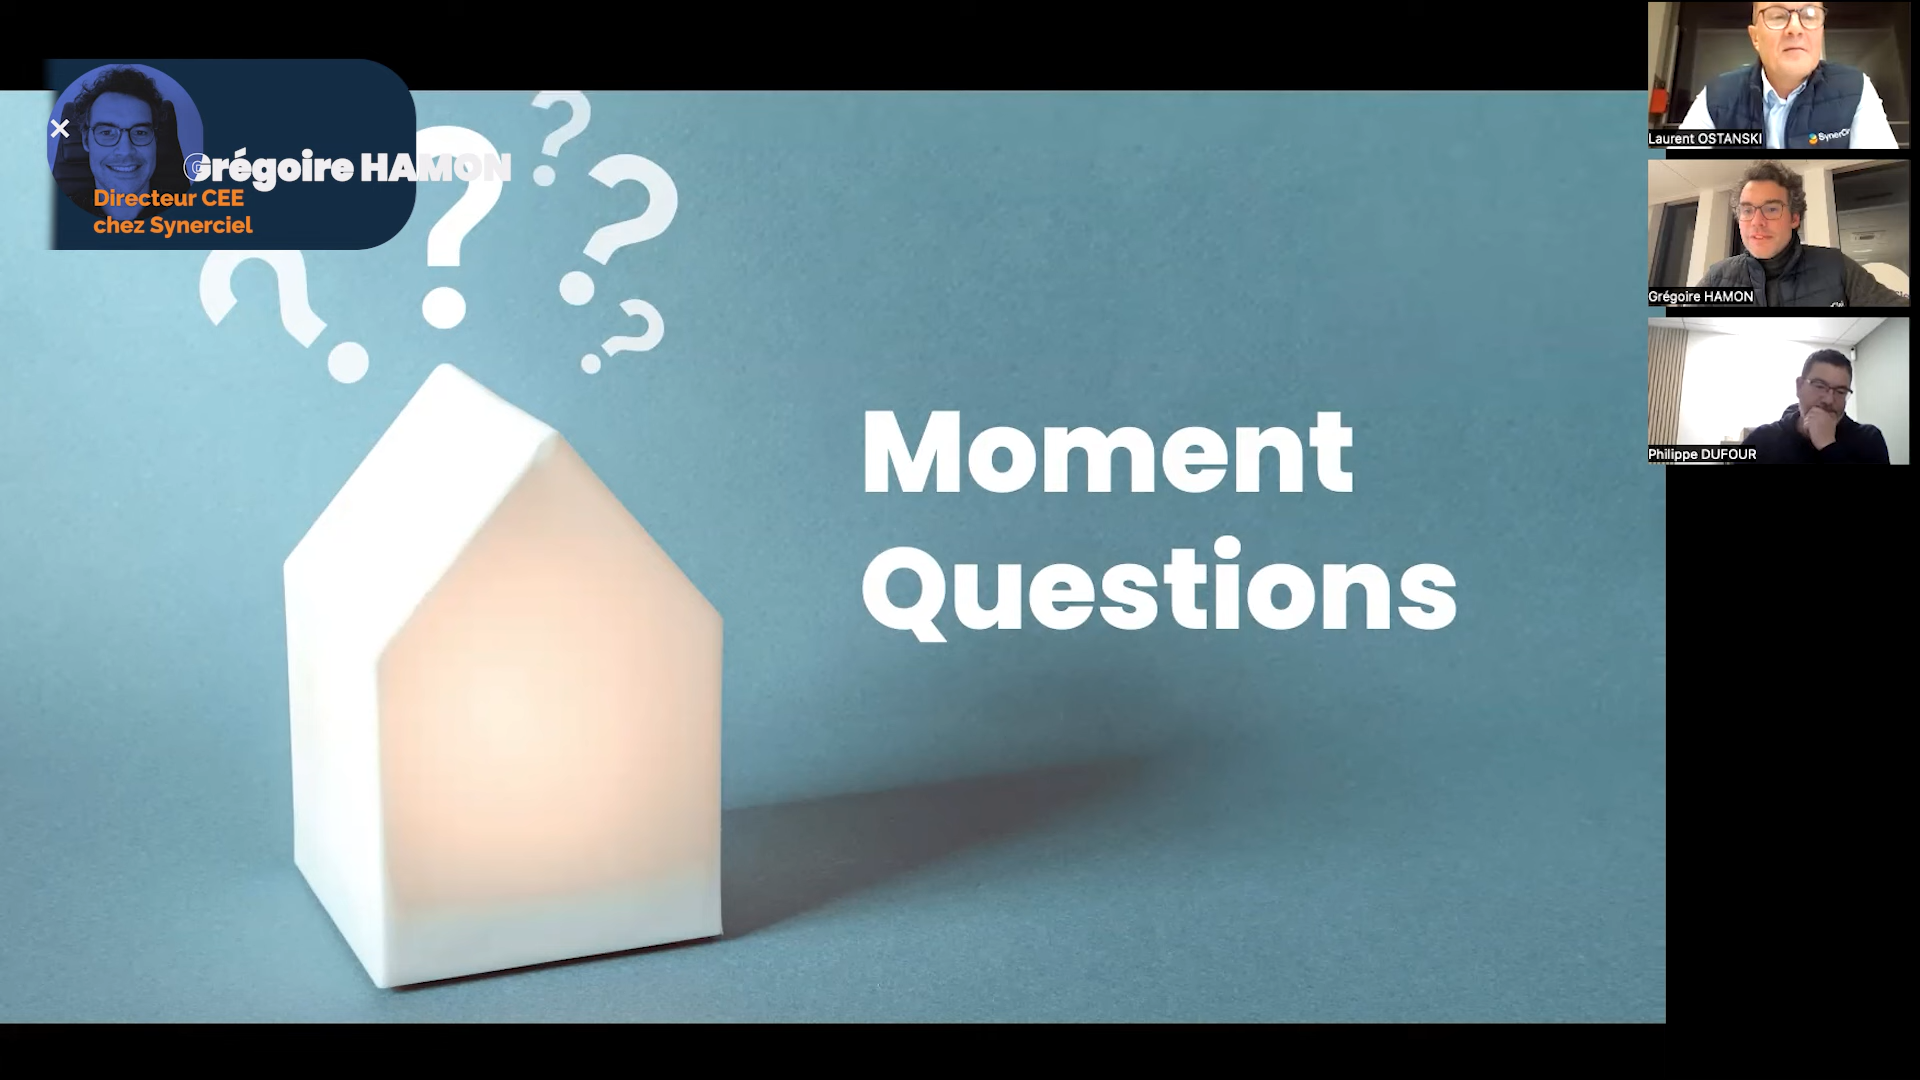 Grégoire HAMON
Directeur CEE
chez Synerciel
Moment
Questions
Laurent OSTANSKI
Grégoire HAMON
Philippe DUFOUR